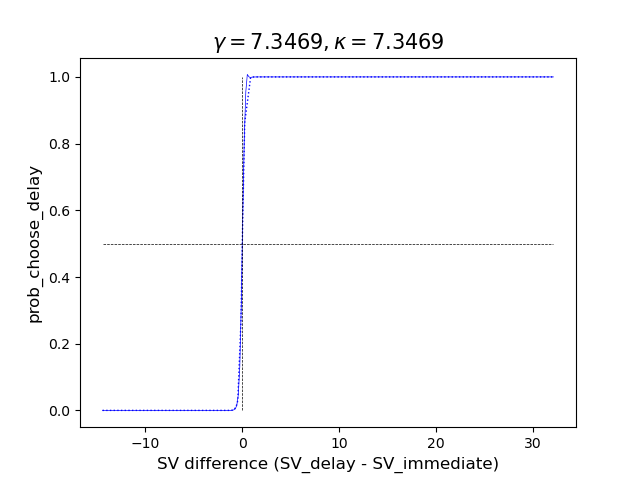 γ = 7.3469, κ = 7.3469
1.0
0.8
0.6
0.4
0.2
0.0
prob_choose_delay
−10 0 10 20 30
SV difference (SV_delay - SV_immediate)